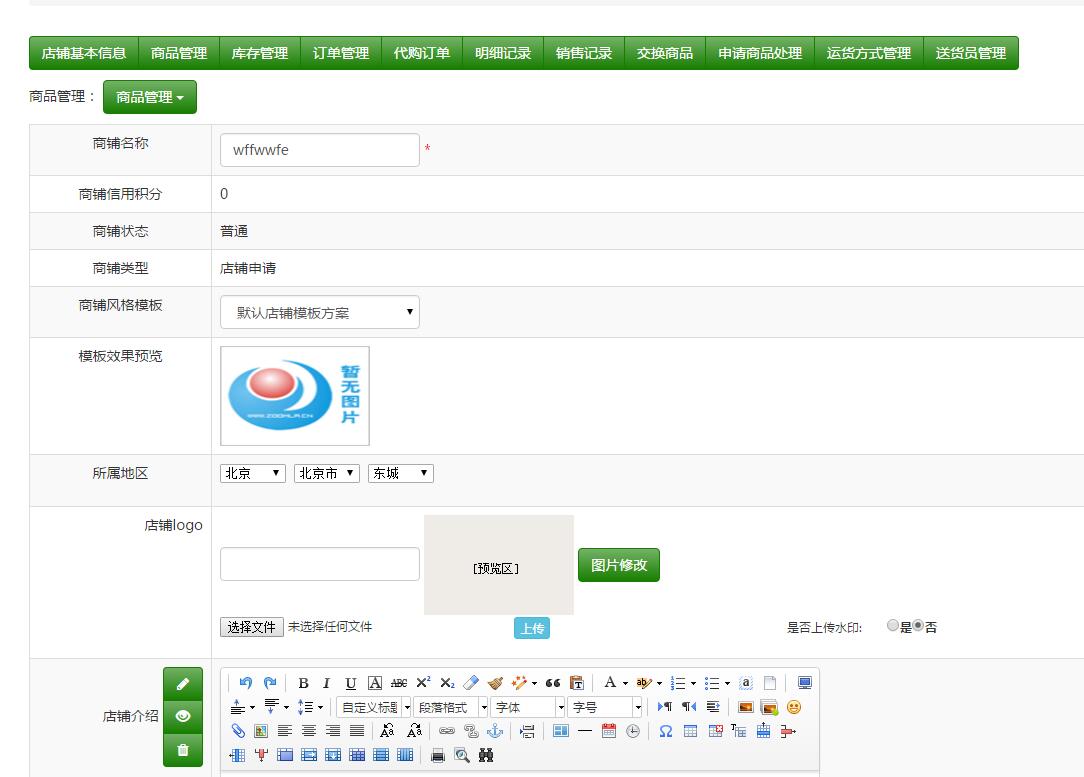 店铺基本信息 商品管理 库存管理 订单管理 代购订单 明细记录 销售记录 交换商品 申请商品处理 运货方式管理 送货员管理
商品管理： 商品管理
商铺名称 wffwwfe *
商铺信用积分 0
商铺状态 普通
商铺类型 店铺申请
商铺风格模板 默认店铺模板方案
模板效果预览 暂无图片
WWW.ZOOMLA.CN
所属地区 北京 北京市 东城
店铺logo
[预览区] 图片修改
选择文件 未选择任何文件 上传 是否上传水印: 是 否
店铺介绍
B I U A ABC X² X₂ A ab a
自定义标题 段落格式 字体 字号